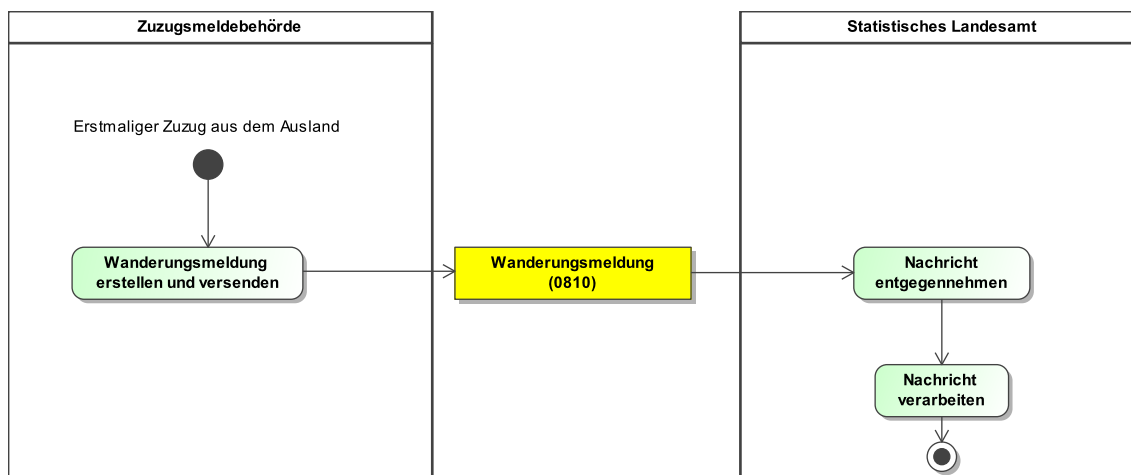 Zuzugsmeldebehörde
Statistisches Landesamt
Erstmaliger Zuzug aus dem Ausland
Wanderungsmeldung
erstellen und versenden
Wanderungsmeldung
(0810)
Nachricht
entgegennehmen
Nachricht
verarbeiten